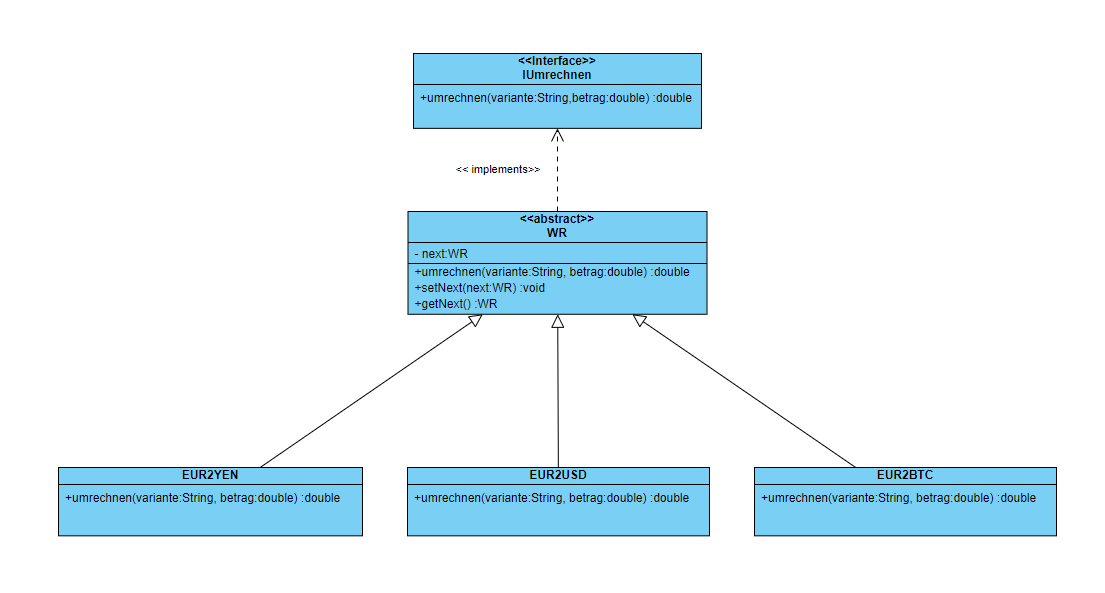 <<Interface>>
IUmrechnen
+umrechnen(variante:String,betrag:double) :double
<< implements>>
<<abstract>>
WR
- next:WR
+umrechnen(variante:String, betrag:double) :double
+setNext(next:WR) :void
+getNext() :WR
EUR2YEN
+umrechnen(variante:String, betrag:double) :double
EUR2USD
+umrechnen(variante:String, betrag:double) :double
EUR2BTC
+umrechnen(variante:String, betrag:double) :double